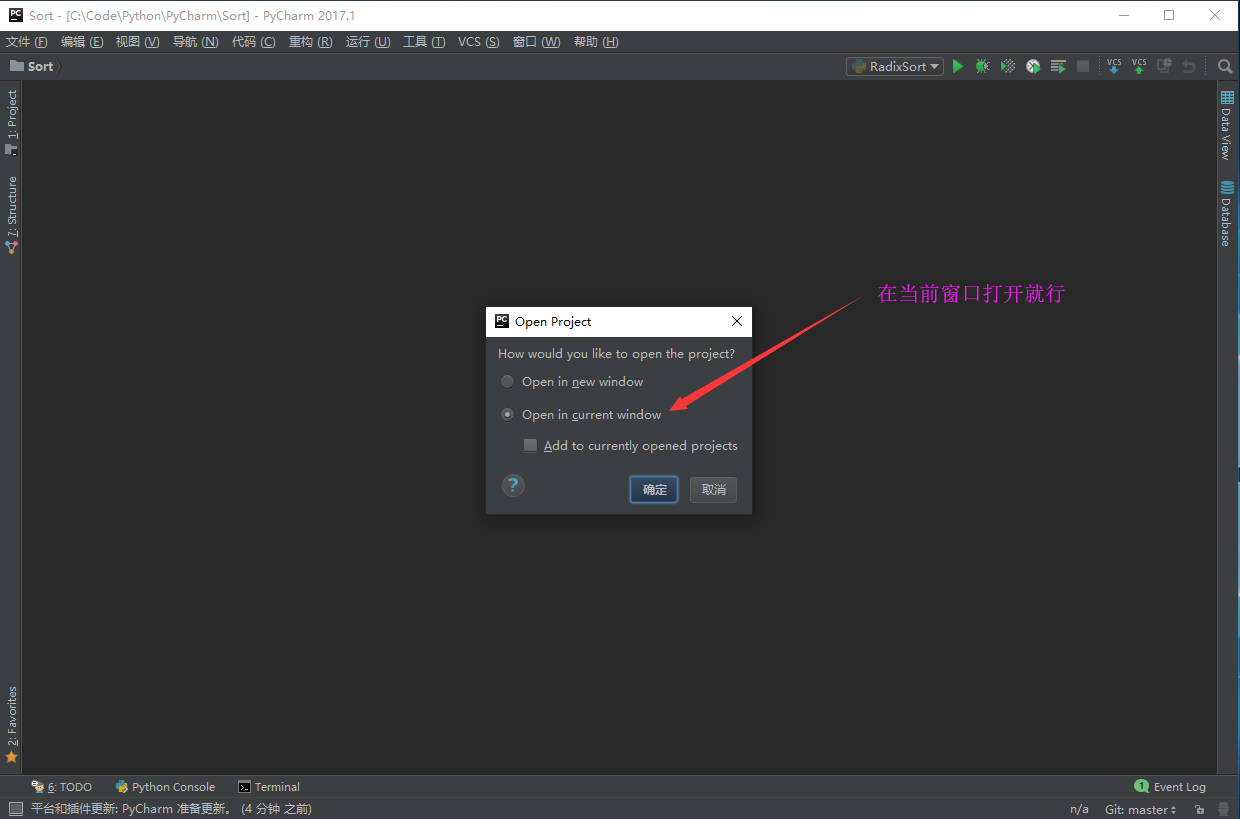 Sort - [C:\Code\Python\PyCharm\Sort] - PyCharm 2017.1
文件 (F) 编辑 (E) 视图 (V) 导航 (N) 代码 (C) 重构 (R) 运行 (U) 工具 (T) VCS (S) 窗口 (W) 帮助 (H)
Sort
RadixSort
VCS
VCS
1: Project
7: Structure
2: Favorites
Data View
Database
在当前窗口打开就行
PC Open Project
How would you like to open the project?
Open in new window
Open in current window
Add to currently opened projects
?
确定 取消
6: TODO Python Console Terminal
1 Event Log
平台和插件更新: PyCharm 准备更新。 (4 分钟 之前)
n/a Git: master